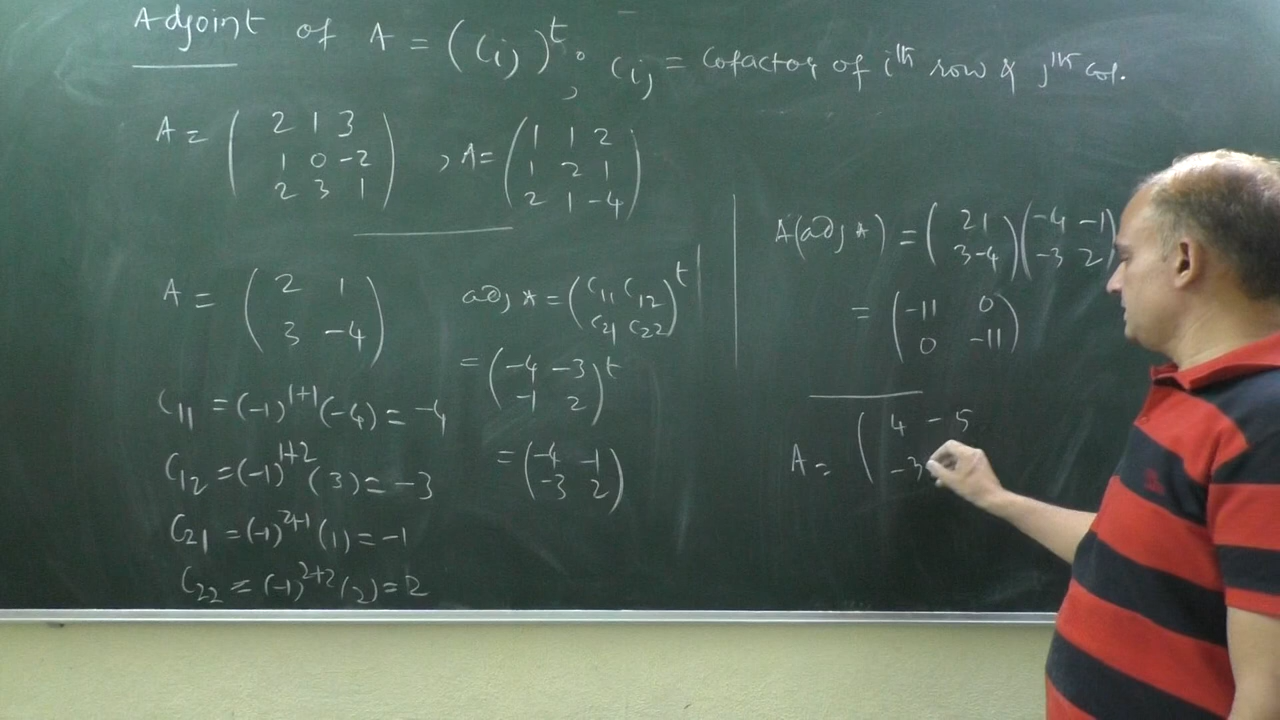 Adjoint of A = (Cij)^t, Cij = Cofactor of i^th row & j^th col.
A = ( 2 1 3
1 0 -2
2 3 1 )
, A = ( 1 1 2
1 2 1
2 1 -4 )
A = ( 2 1
3 -4 )
C11 = (-1)^1+1 (-4) = -4
C12 = (-1)^1+2 (3) = -3
C21 = (-1)^2+1 (1) = -1
C22 = (-1)^2+2 (2) = 2
adj A = ( C11 C12
C21 C22 )^t
= ( -4 -3
-1 2 )^t
= ( -4 -1
-3 2 )
A(adj A) = ( 2 1
3 -4 ) ( -4 -1
-3 2 )
= ( -11 0
0 -11 )
A = ( 4 -5
-3